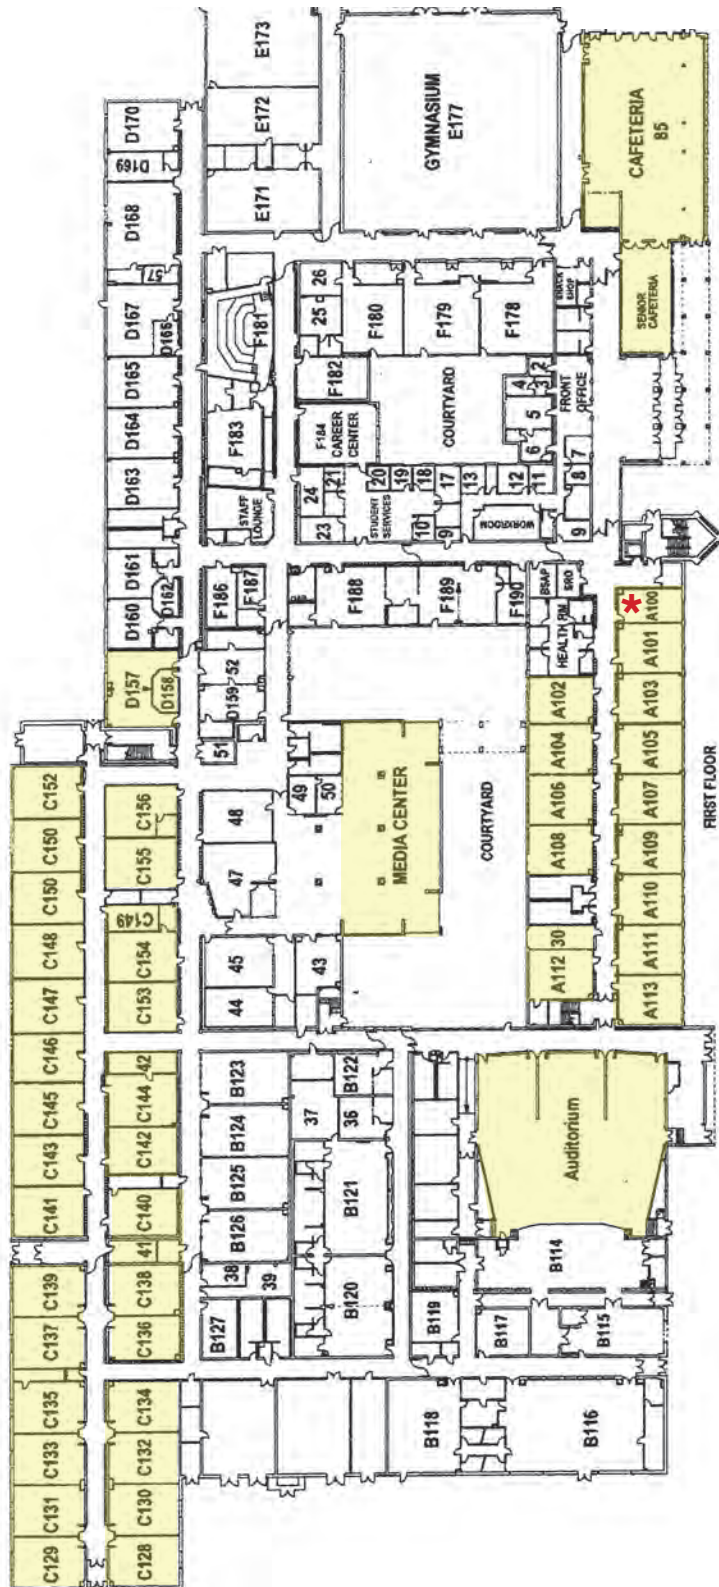 E173
E172
E171
GYMNASIUM
E177
CAFETERIA
85
SENIOR
CAFETERIA
SNACK
SHOP
D170
D169
D168
57
D167
D166
D165
D164
D163
D161
D160
D162
D157
D158
F181
F183
STAFF
LOUNGE
26
25
F182
F184
CAREER
CENTER
F180
F179
F178
COURTYARD
2
3
4
5
6
FRONT
OFFICE
7
8
9
24
21
23
STUDENT
SERVICES
20
19
18
10
17
9
13
12
11
WORKROOM
F186
F187
F188
F189
F190
BSAP
SRO
HEALTH RM
*
A100
A101
A103
A105
A107
A109
A110
A111
A113
A102
A104
A106
A108
30
A112
FIRST FLOOR
52
D159
51
49
50
48
47
45
44
43
MEDIA CENTER
COURTYARD
C152
C150
C150
C148
C147
C146
C145
C143
C141
C139
C137
C135
C133
C131
C129
C156
C155
C149
C154
C153
42
C144
C142
C140
41
C138
C136
C134
C132
C130
C128
B123
B124
B125
B126
38
39
B127
37
B122
36
B121
B120
B119
B118
Auditorium
B114
B117
B115
B116